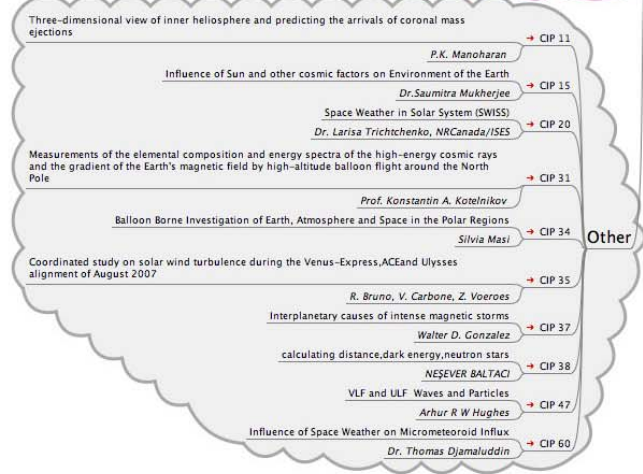 Three-dimensional view of inner heliosphere and predicting the arrivals of coronal mass
ejections
→ CIP 11
P.K. Manoharan
Influence of Sun and other cosmic factors on Environment of the Earth
→ CIP 15
Dr.Saumitra Mukherjee
Space Weather in Solar System (SWISS)
→ CIP 20
Dr. Larisa Trichtchenko, NRCanada/ISES
Measurements of the elemental composition and energy spectra of the high-energy cosmic rays
and the gradient of the Earth's magnetic field by high-altitude balloon flight around the North
Pole
→ CIP 31
Prof. Konstantin A. Kotelnikov
Balloon Borne Investigation of Earth, Atmosphere and Space in the Polar Regions
→ CIP 34
Silvia Masi
Other
Coordinated study on solar wind turbulence during the Venus-Express,ACEand Ulysses
alignment of August 2007
→ CIP 35
R. Bruno, V. Carbone, Z. Voeroes
Interplanetary causes of intense magnetic storms
→ CIP 37
Walter D. Gonzalez
calculating distance,dark energy,neutron stars
→ CIP 38
NEŞEVER BALTACI
VLF and ULF Waves and Particles
→ CIP 47
Arhur R W Hughes
Influence of Space Weather on Micrometeoroid Influx
→ CIP 60
Dr. Thomas Djamaluddin